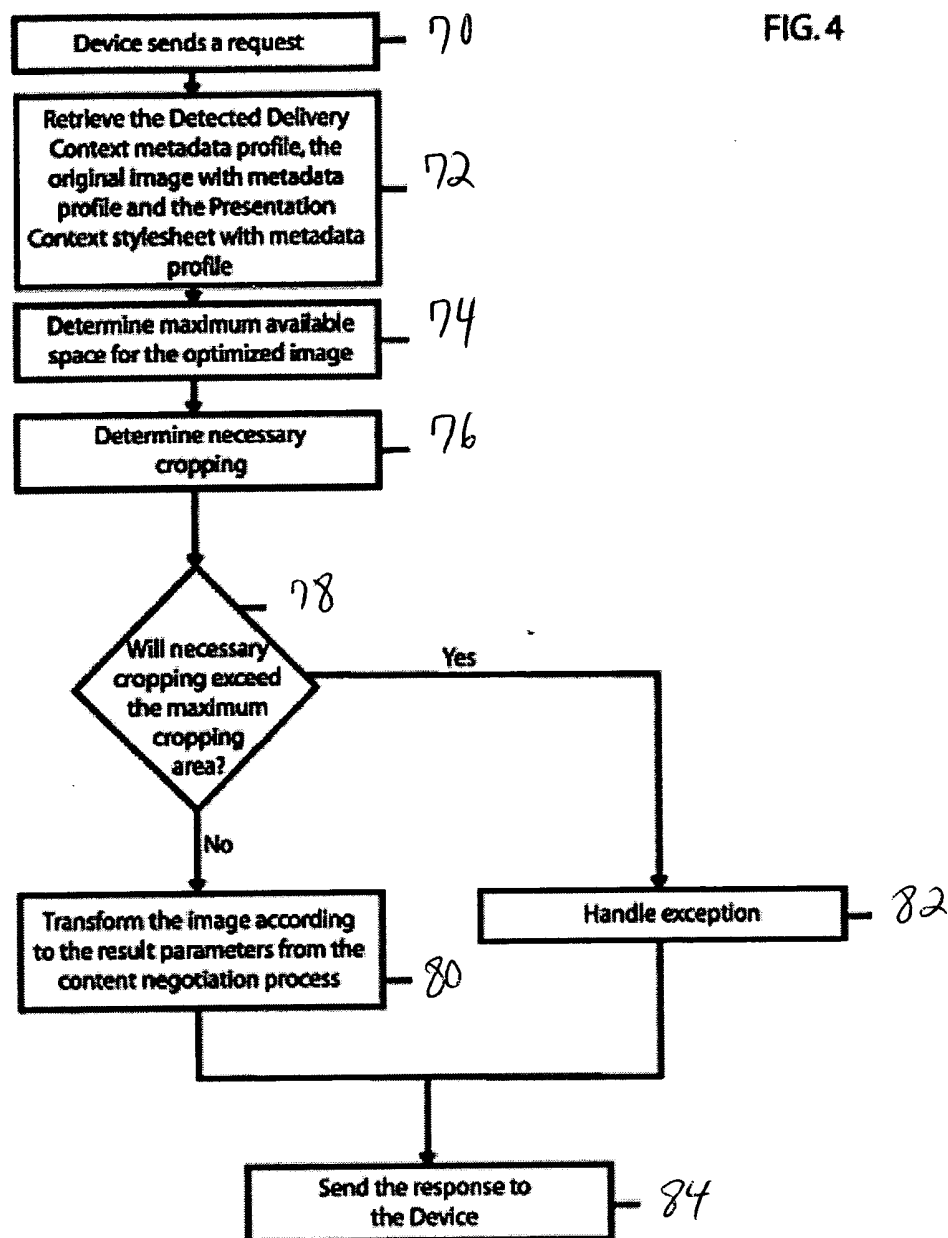 FIG. 4
Device sends a request
70
Retrieve the Detected Delivery
Context metadata profile, the
original image with metadata
profile and the Presentation
Context stylesheet with metadata
profile
72
Determine maximum available
space for the optimized image
74
Determine necessary
cropping
76
78
Will necessary
cropping exceed
the maximum
cropping
area?
Yes
No
Transform the image according
to the result parameters from the
content negotiation process
80
Handle exception
82
Send the response to
the Device
84